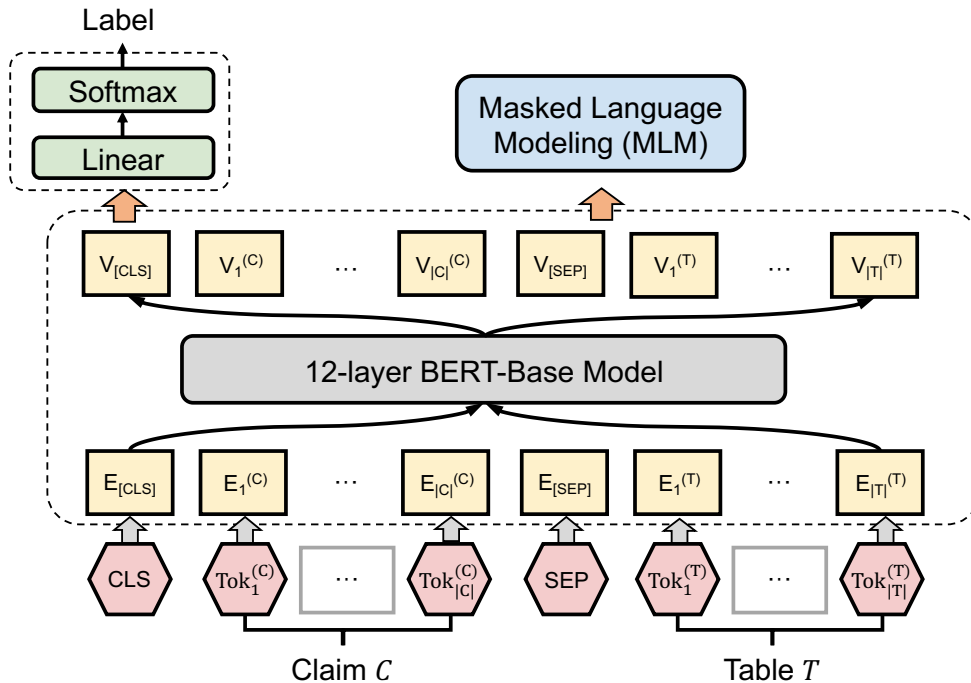 Label
Softmax
Linear
Masked Language
Modeling (MLM)
V[CLS] V1(C) ... V|C|(C) V[SEP] V1(T) ... V|T|(T)
12-layer BERT-Base Model
E[CLS] E1(C) ... E|C|(C) E[SEP] E1(T) ... E|T|(T)
CLS Tok1(C) ... Tok|C|(C) SEP Tok1(T) ... Tok|T|(T)
Claim C Table T